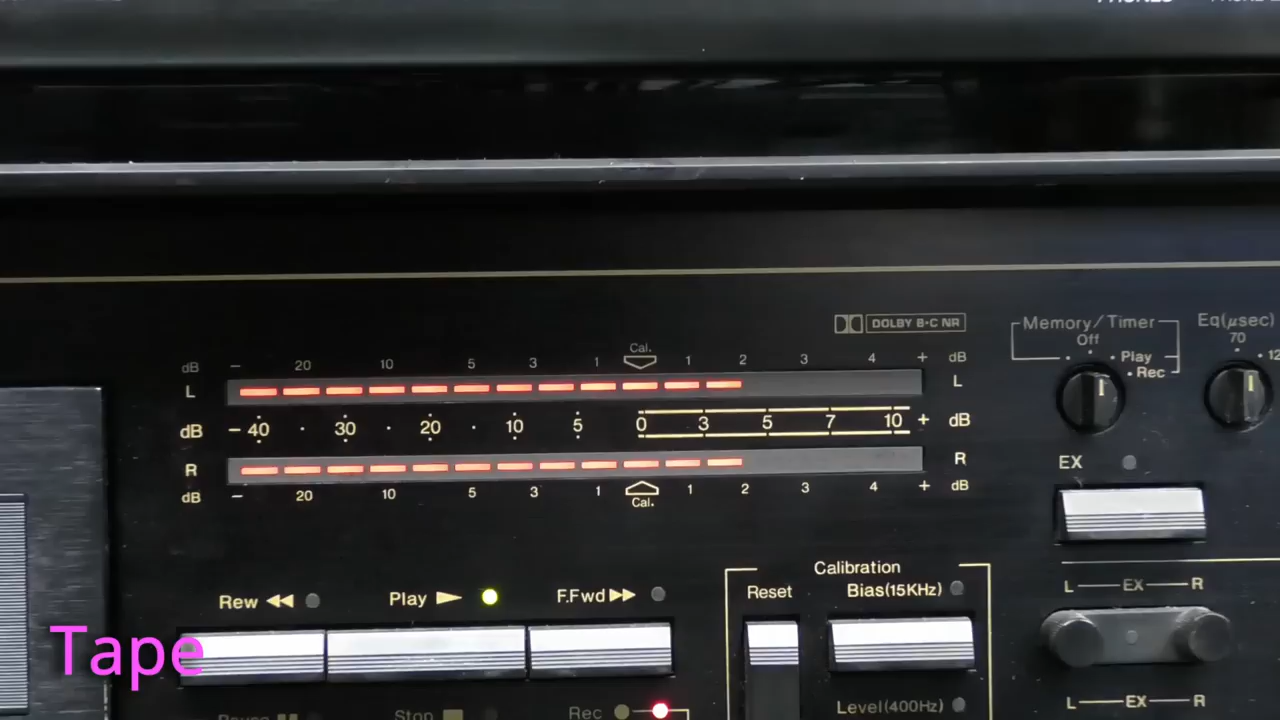 PHONES
DOLBY B·C NR
Memory/Timer
Off
Play
Rec
Eq(μsec)
70
12
Cal.
dB − 20 10 5 3 1 1 2 3 4 + dB
L L
dB −40 · 30 · 20 10 5 0 3 5 7 10 + dB
R R
dB − 20 10 5 3 1 1 2 3 4 + dB
Cal.
EX
Calibration
Rew Play F.Fwd Reset Bias(15KHz)
L EX R
Tape
L EX R
Pause Stop Rec Level(400Hz)